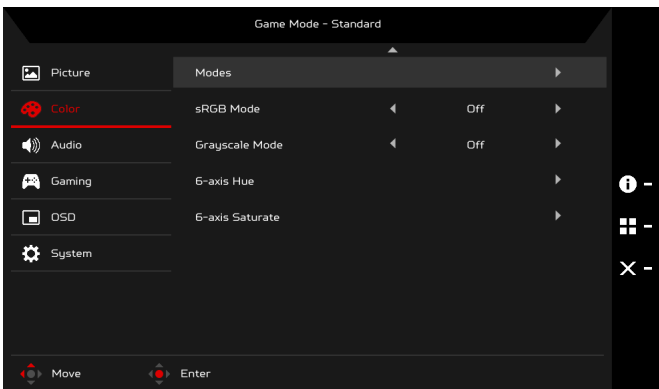 Game Mode - Standard
Picture
Modes
Color
sRGB Mode
Off
Audio
Grayscale Mode
Off
Gaming
6-axis Hue
OSD
6-axis Saturate
System
Move
Enter